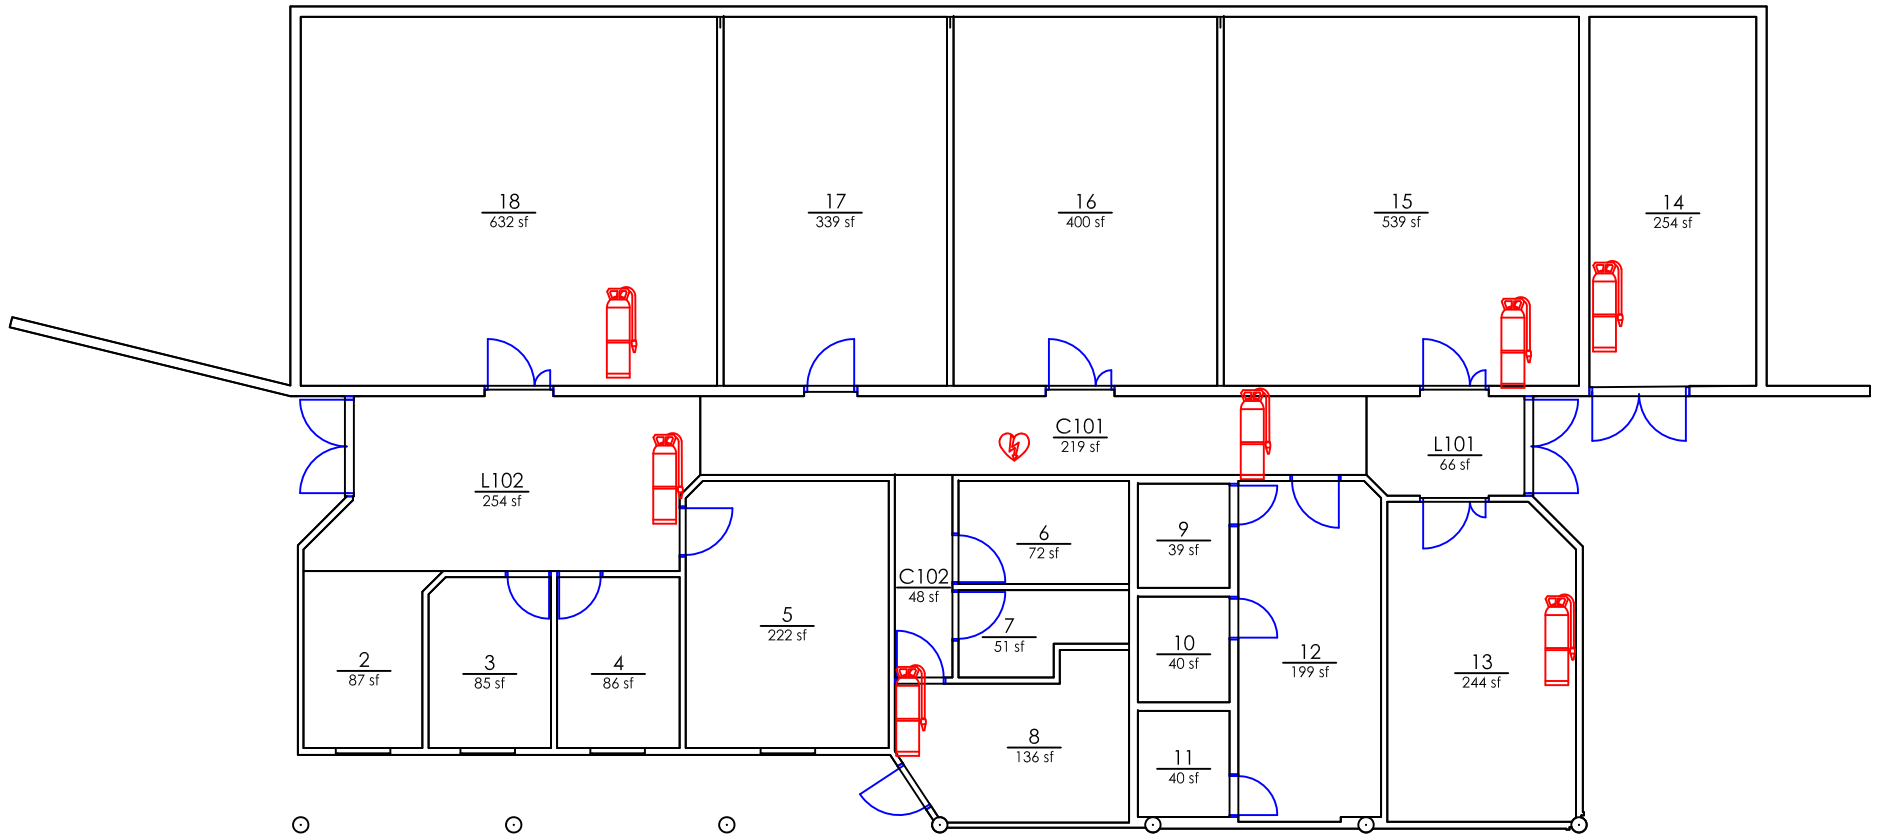 18
632 sf
17
339 sf
16
400 sf
15
539 sf
14
254 sf
C101
219 sf
L101
66 sf
L102
254 sf
6
72 sf
9
39 sf
C102
48 sf
5
222 sf
7
51 sf
10
40 sf
12
199 sf
2
87 sf
3
85 sf
4
86 sf
13
244 sf
8
136 sf
11
40 sf